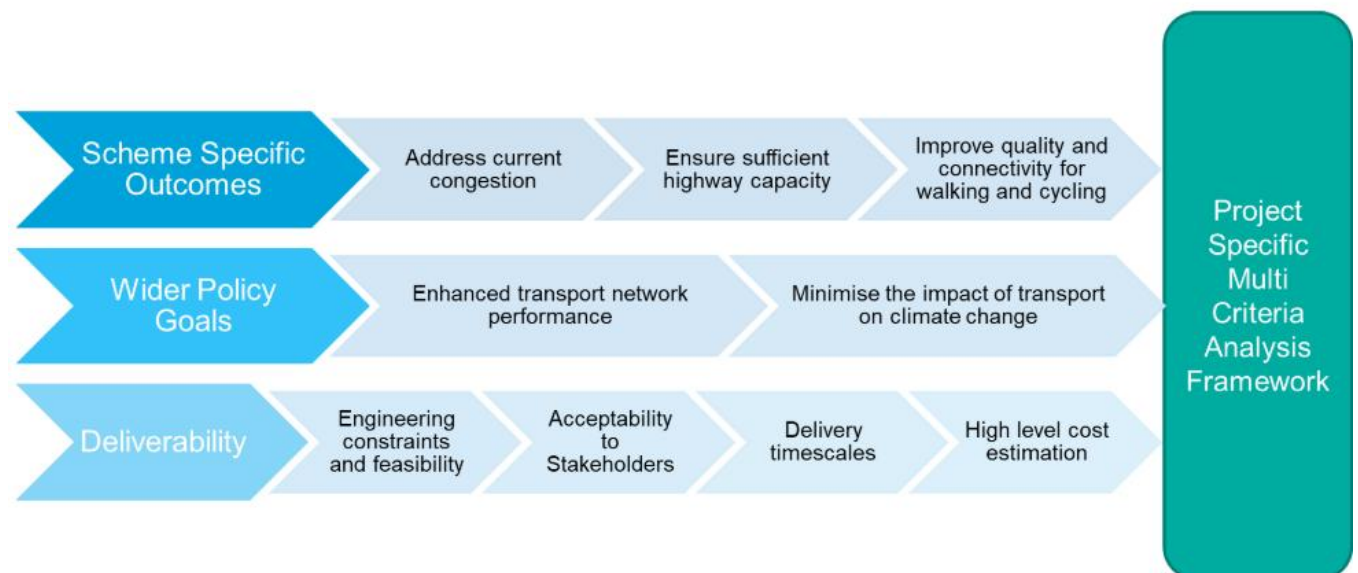 Scheme Specific
Outcomes
Address current
congestion
Ensure sufficient
highway capacity
Improve quality and
connectivity for
walking and cycling
Wider Policy
Goals
Enhanced transport network
performance
Minimise the impact of transport
on climate change
Deliverability
Engineering
constraints
and feasibility
Acceptability
to
Stakeholders
Delivery
timescales
High level cost
estimation
Project
Specific
Multi
Criteria
Analysis
Framework